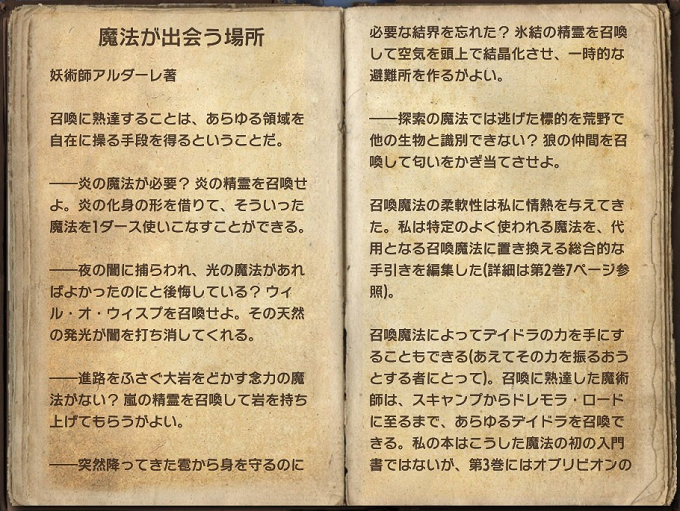 魔法が出会う場所
妖術師アルダーレ著
召喚に熟達することは、あらゆる領域を
自在に操る手段を得るということだ。
――炎の魔法が必要? 炎の精霊を召喚せ
よ。炎の化身の形を借りて、そういった
魔法を1ダース使いこなすことができる。
――夜の闇に捕らわれ、光の魔法があれ
ばよかったのにと後悔している? ウィ
ル・オ・ウィスプを召喚せよ。その天然
の発光が闇を打ち消してくれる。
――進路をふさぐ大岩をどかす念力の魔
法がない? 嵐の精霊を召喚して岩を持ち
上げてもらうがよい。
――突然降ってきた雹から身を守るのに
必要な結界を忘れた? 氷結の精霊を召喚
して空気を頭上で結晶化させ、一時的な
避難所を作るがよい。
――探索の魔法では逃げた標的を荒野で
他の生物と識別できない? 狼の仲間を召
喚して匂いをかぎ当てさせよ。
召喚魔法の柔軟性は私に情熱を与えてき
た。私は特定のよく使われる魔法を、代
用となる召喚魔法に置き換える総合的な
手引きを編集した(詳細は第2巻7ページ参
照)。
召喚魔法によってデイドラの力を手にす
ることもできる(あえてその力を振るおう
とする者にとって)。召喚に熟達した魔術
師は、スキャンプからドレモラ・ロード
に至るまで、あらゆるデイドラを召喚で
きる。私の本はこうした魔法の初の入門
書ではないが、第3巻にはオブリビオンの